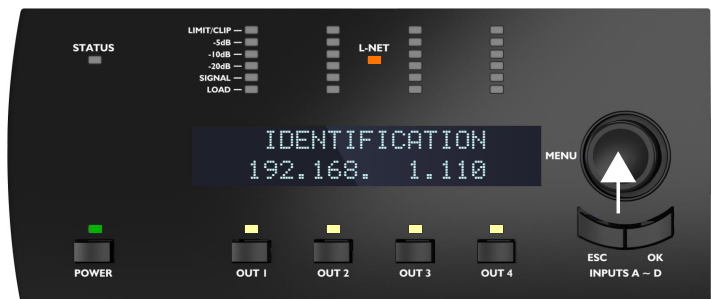 LIMIT/CLIP
-5dB
-10dB
-20dB
SIGNAL
LOAD
STATUS
L-NET
IDENTIFICATION
192.168.  1.110
MENU
ESC OK
INPUTS A ~ D
POWER
OUT 1
OUT 2
OUT 3
OUT 4